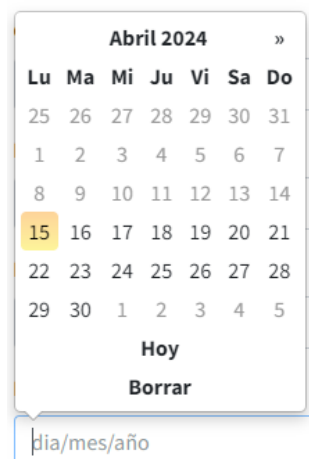 Abril 2024 »
Lu Ma Mi Ju Vi Sa Do
25 26 27 28 29 30 31
1 2 3 4 5 6 7
8 9 10 11 12 13 14
15 16 17 18 19 20 21
22 23 24 25 26 27 28
29 30 1 2 3 4 5
Hoy
Borrar
dia/mes/año